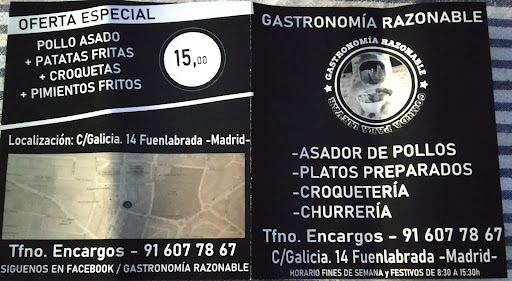 OFERTA ESPECIAL
POLLO ASADO
+ PATATAS FRITAS
+ CROQUETAS
+ PIMIENTOS FRITOS
15,00
Localización: C/Galicia. 14 Fuenlabrada -Madrid-
Tfno. Encargos - 91 607 78 67
SIGUENOS EN FACEBOOK / GASTRONOMÍA RAZONABLE
GASTRONOMÍA RAZONABLE
GASTRONOMÍA RAZONABLE
COMIDA PARA LLEVAR
-ASADOR DE POLLOS
-PLATOS PREPARADOS
-CROQUETERÍA
-CHURRERÍA
Tfno. Encargos - 91 607 78 67
C/Galicia. 14 Fuenlabrada -Madrid-
HORARIO FINES DE SEMANA y FESTIVOS DE 8:30 A 15:30h